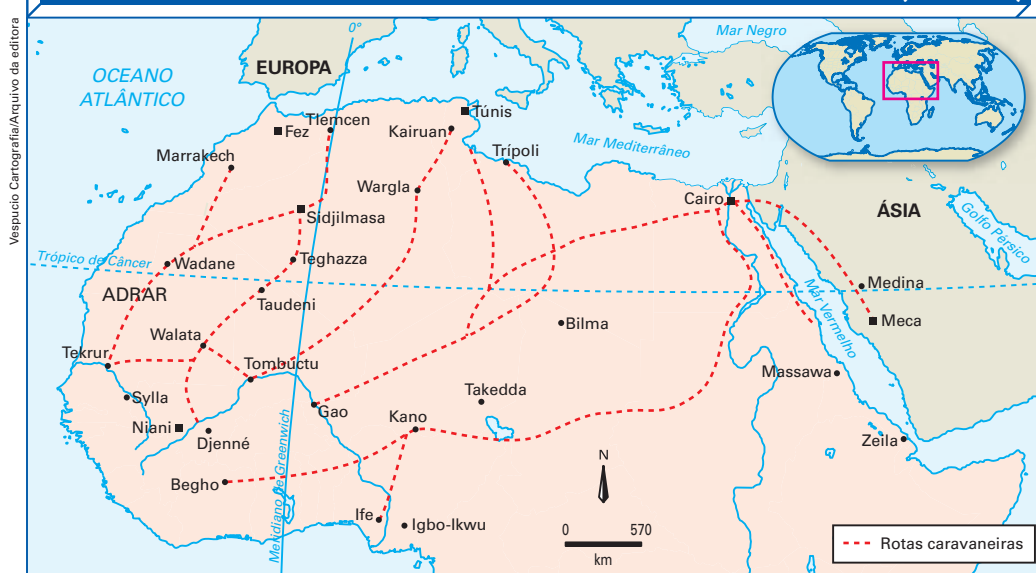 Vespucio Cartografia/Arquivo da editora
0°
Mar Negro
OCEANO
ATLÂNTICO
EUROPA
Túnis
Tlemcen
Fez
Kairuan
Trípoli
Mar Mediterrâneo
Marrakech
Wargla
Cairo
ÁSIA
Golfo Pérsico
Sidjilmasa
Trópico de Câncer
Wadane
Teghazza
Medina
ADRAR
Taudeni
Mar Vermelho
Bilma
Meca
Walata
Tekrur
Tombuctu
Massawa
Sylla
Takedda
Gao
Kano
Niani
Djenné
Zeila
Meridiano de Greenwich
Begho
N
Ife
Igbo-Ikwu
0 570
km
Rotas caravaneiras